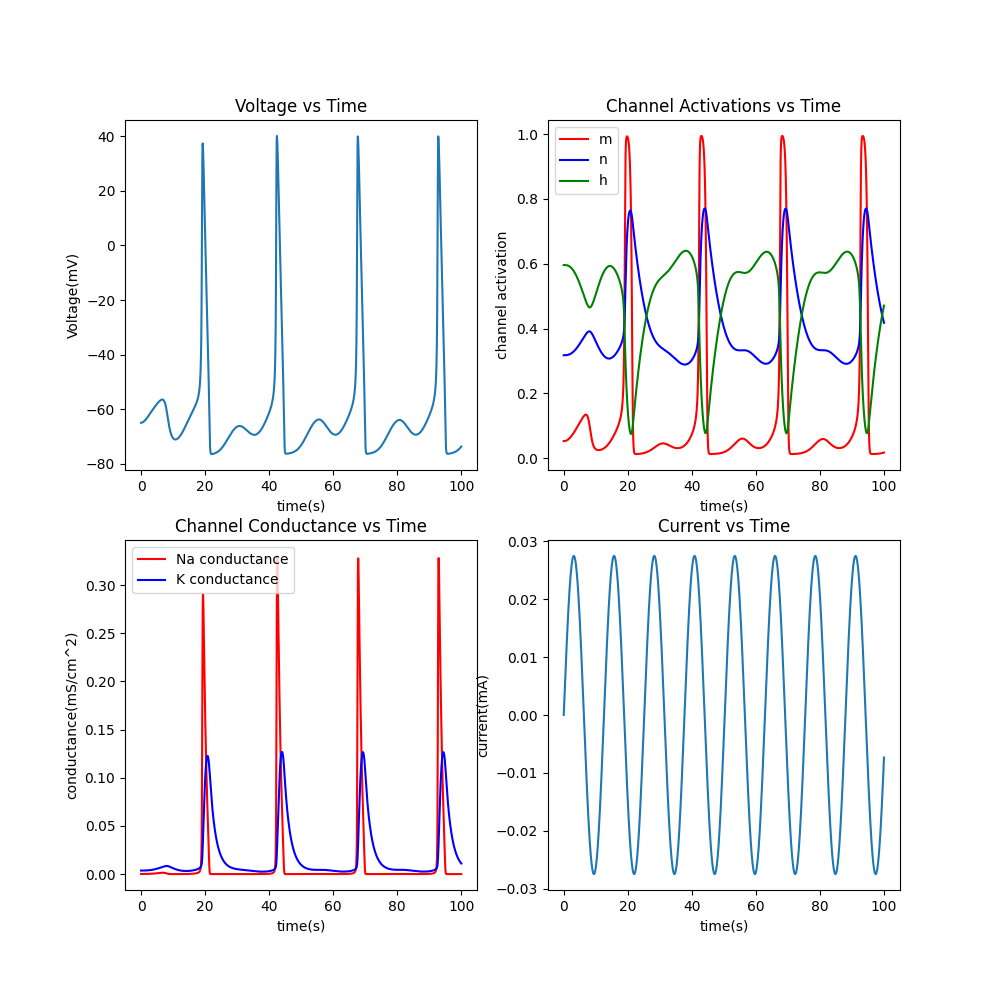 Voltage vs Time
40
20
0
−20
−40
−60
−80
Voltage(mV)
0 20 40 60 80 100
time(s)
Channel Activations vs Time
m
n
h
1.0
0.8
0.6
0.4
0.2
0.0
channel activation
0 20 40 60 80 100
time(s)
Channel Conductance vs Time
Na conductance
K conductance
0.30
0.25
0.20
0.15
0.10
0.05
0.00
conductance(mS/cm^2)
0 20 40 60 80 100
time(s)
Current vs Time
0.03
0.02
0.01
0.00
−0.01
−0.02
−0.03
current(mA)
0 20 40 60 80 100
time(s)